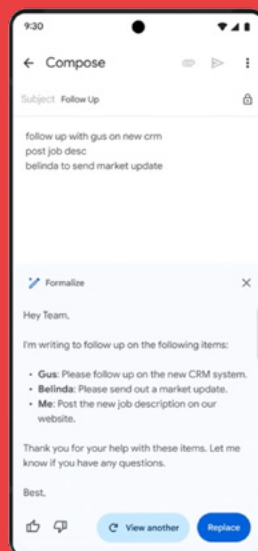 9:30
Compose
Subject Follow Up
follow up with gus on new crm
post job desc
belinda to send market update
Formalize
Hey Team,
I'm writing to follow up on the following items:
• Gus: Please follow up on the new CRM system.
• Belinda: Please send out a market update.
• Me: Post the new job description on our
website.
Thank you for your help with these items. Let me
know if you have any questions.
Best,
View another
Replace